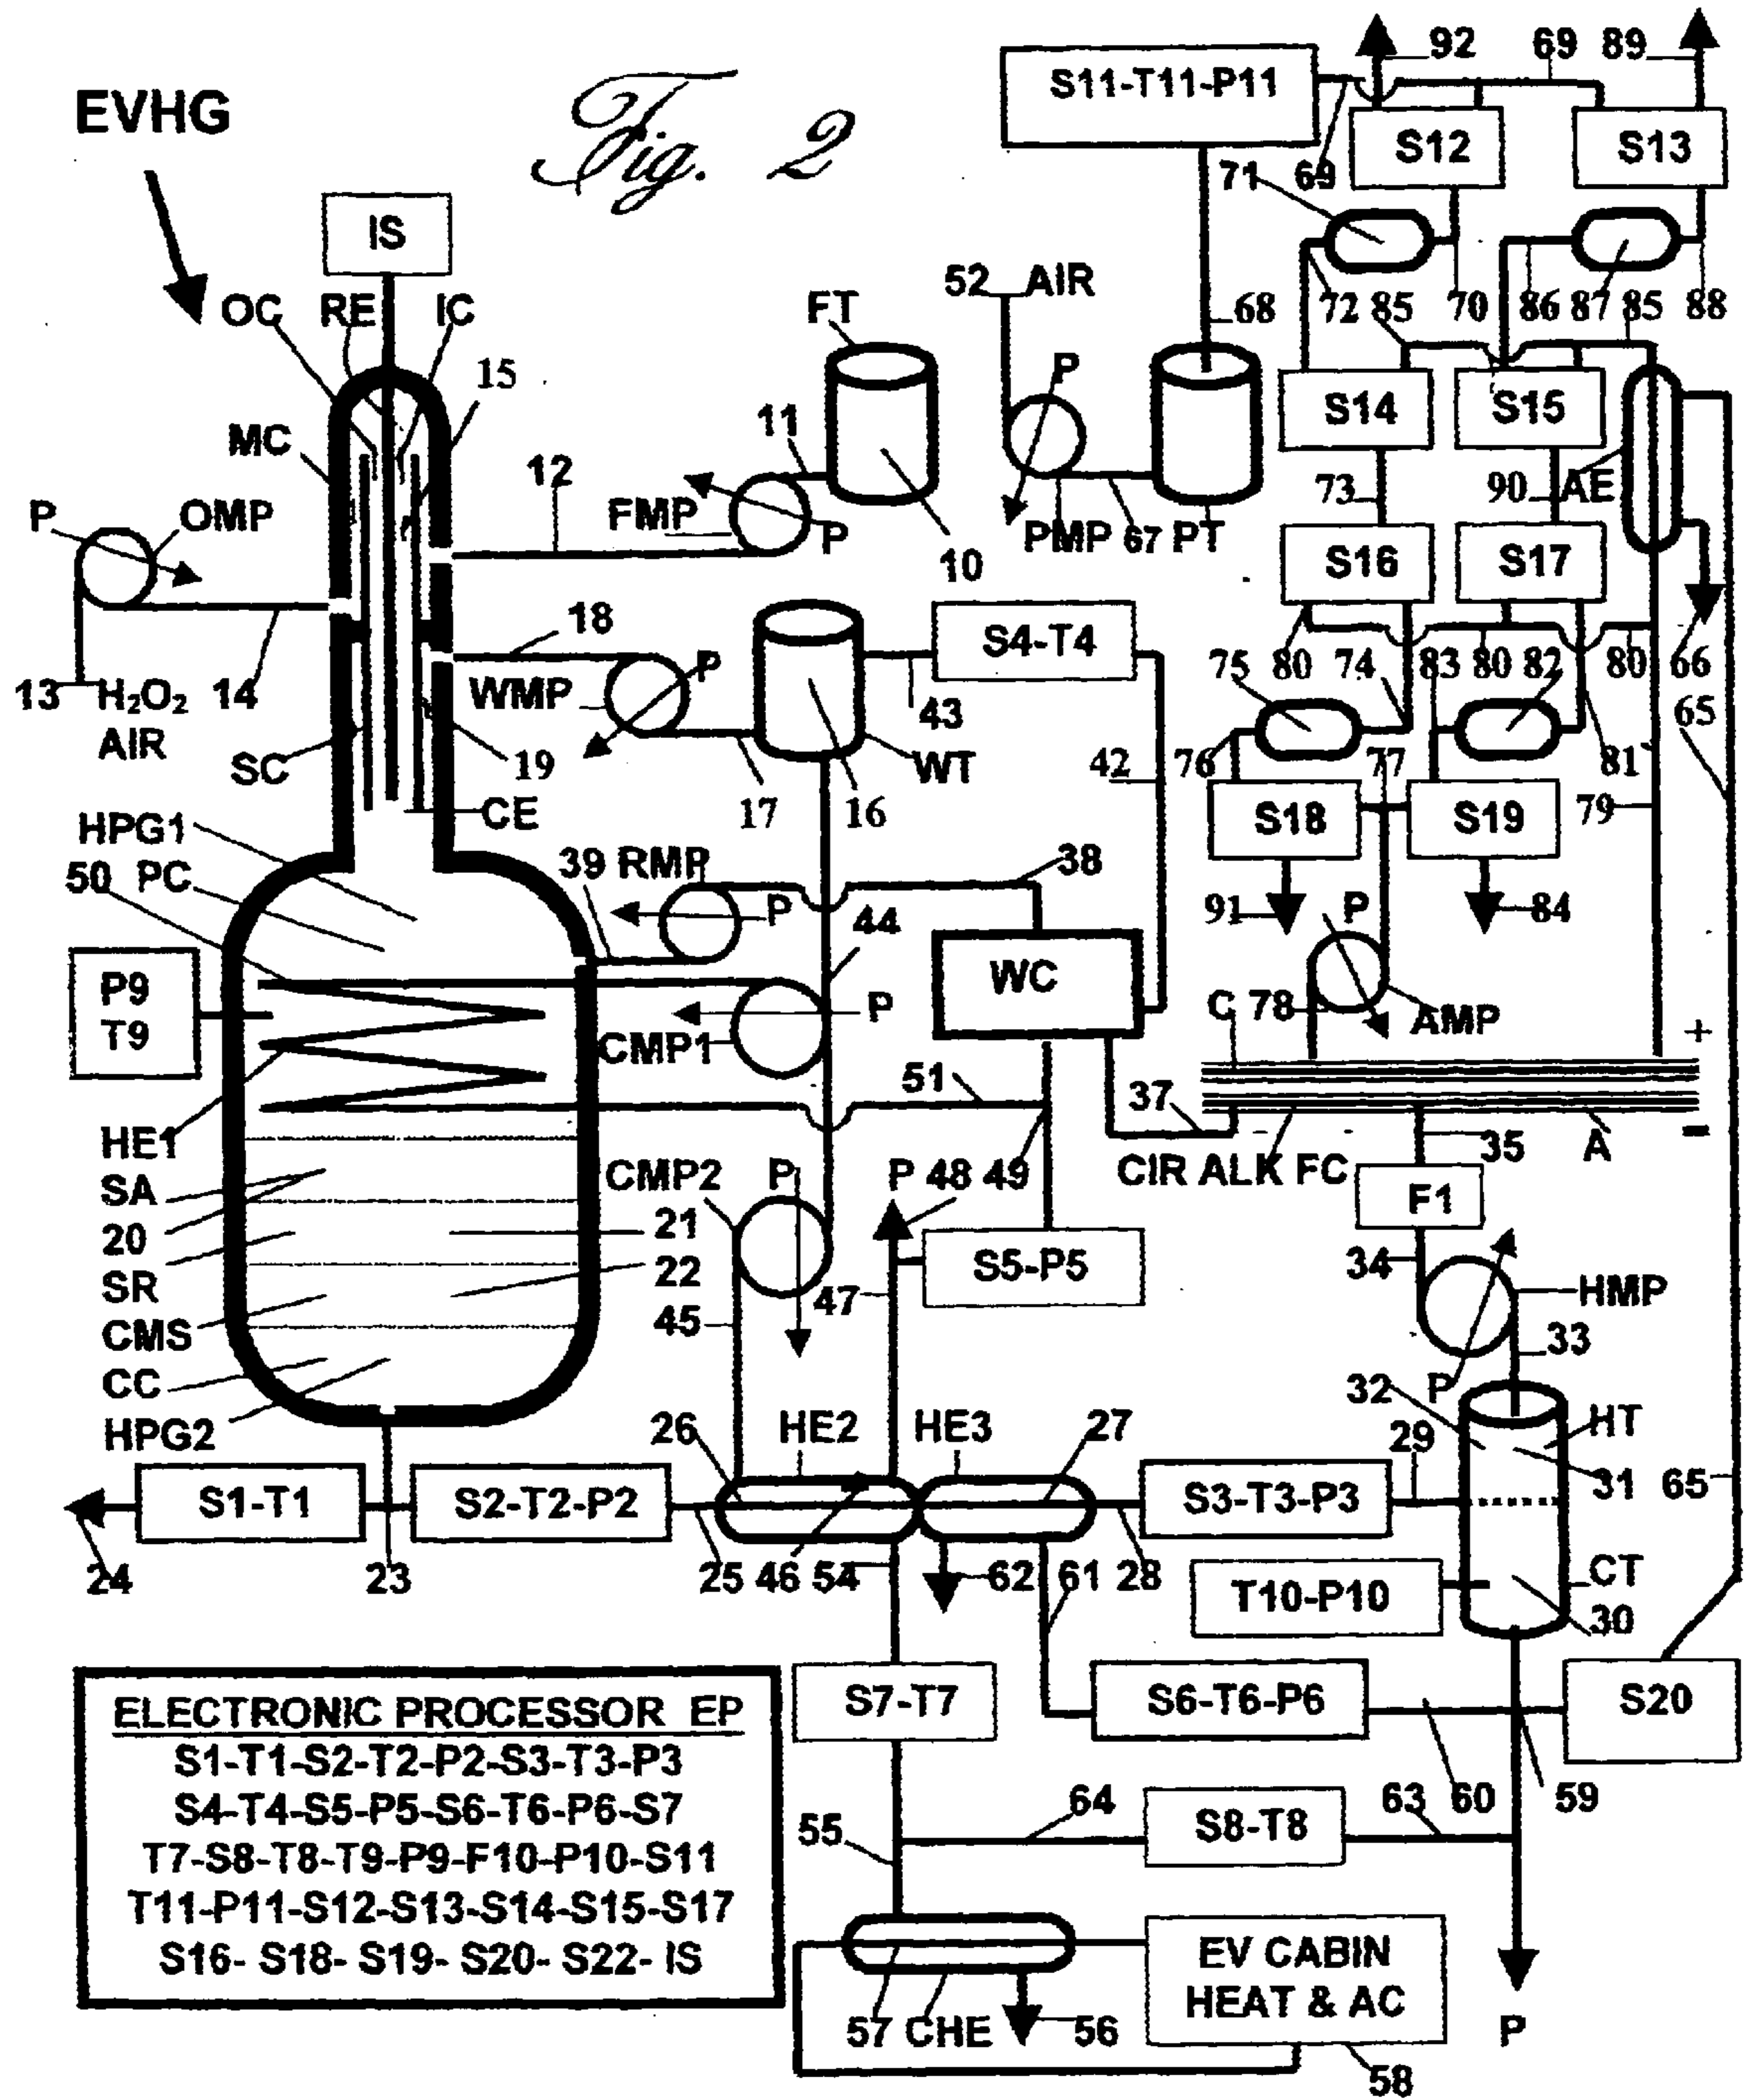 EVHG
Fig. 2
S11-T11-P11
92
69
89
S12
S13
71
69
IS
OC
RE
IC
15
FT
52
AIR
68
72
85
70
86
87
85
88
MC
11
12
P
S14
S15
P
OMP
FMP
P
10
PMP
67
PT
73
90
AE
S16
S17
18
S4-T4
13
H₂O₂
14
AIR
WMP
P
43
75
80
74
83
80
82
80
66
SC
19
WT
42
76
77
81
65
CE
17
16
S18
S19
79
HPG1
50
PC
39
RMP
38
P
44
91
P
84
P9
T9
WC
C
78
AMP
+
CMP1
P
51
37
35
A
-
HE1
SA
20
SR
CMS
CC
HPG2
CMP2
P
P
48
49
CIR ALK FC
21
22
F1
S5-P5
34
45
47
HMP
33
32
P
26
HE2
HE3
27
29
HT
31
65
S1-T1
S2-T2-P2
S3-T3-P3
24
23
25
46
54
62
61
28
T10-P10
CT
30
ELECTRONIC PROCESSOR EP
S1-T1-S2-T2-P2-S3-T3-P3
S4-T4-S5-P5-S6-T6-P6-S7
T7-S8-T8-T9-P9-F10-P10-S11
T11-P11-S12-S13-S14-S15-S17
S16- S18- S19- S20- S22- IS
S7-T7
S6-T6-P6
S20
64
63
60
59
55
S8-T8
EV CABIN
HEAT & AC
57
CHE
56
58
P